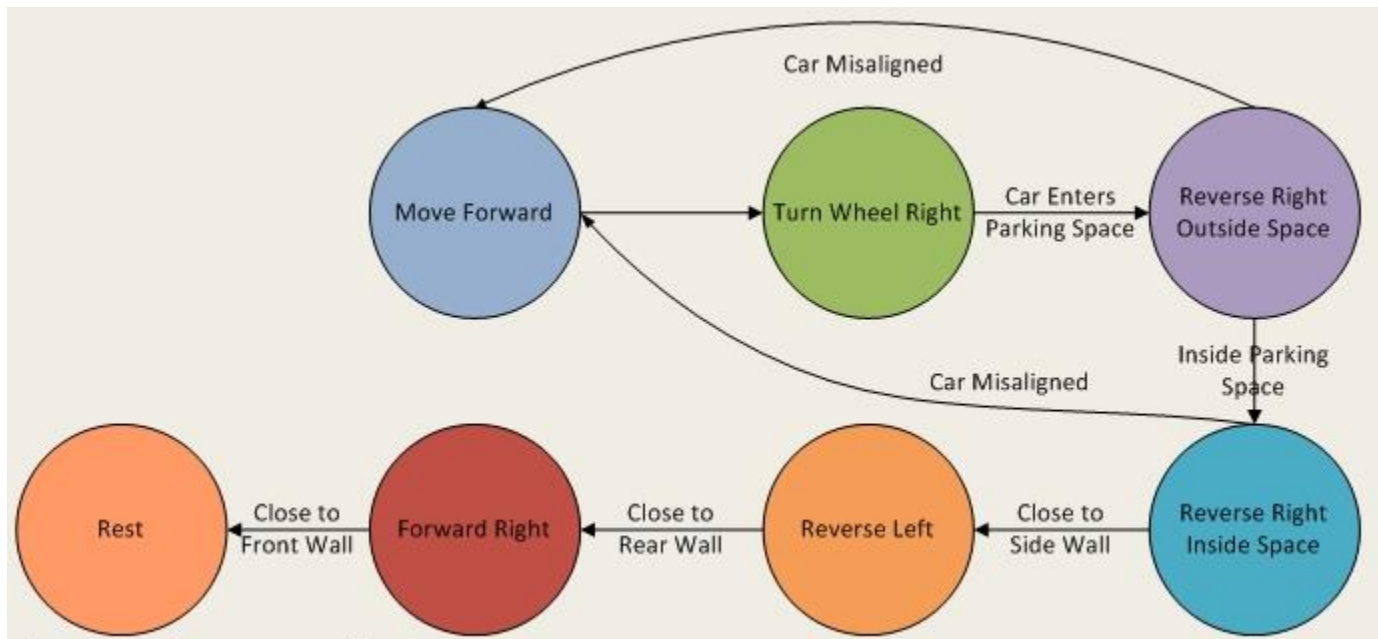 Car Misaligned
Move Forward
Turn Wheel Right
Car Enters
Parking Space
Reverse Right
Outside Space
Inside Parking
Space
Car Misaligned
Rest
Close to
Front Wall
Forward Right
Close to
Rear Wall
Reverse Left
Close to
Side Wall
Reverse Right
Inside Space